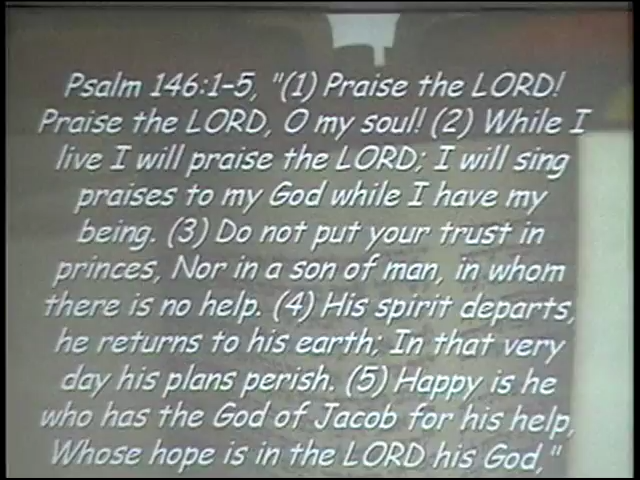 Psalm 146:1-5, "(1) Praise the LORD!
Praise the LORD, O my soul! (2) While I
live I will praise the LORD; I will sing
praises to my God while I have my
being. (3) Do not put your trust in
princes, Nor in a son of man, in whom
there is no help. (4) His spirit departs,
he returns to his earth; In that very
day his plans perish. (5) Happy is he
who has the God of Jacob for his help,
Whose hope is in the LORD his God,"